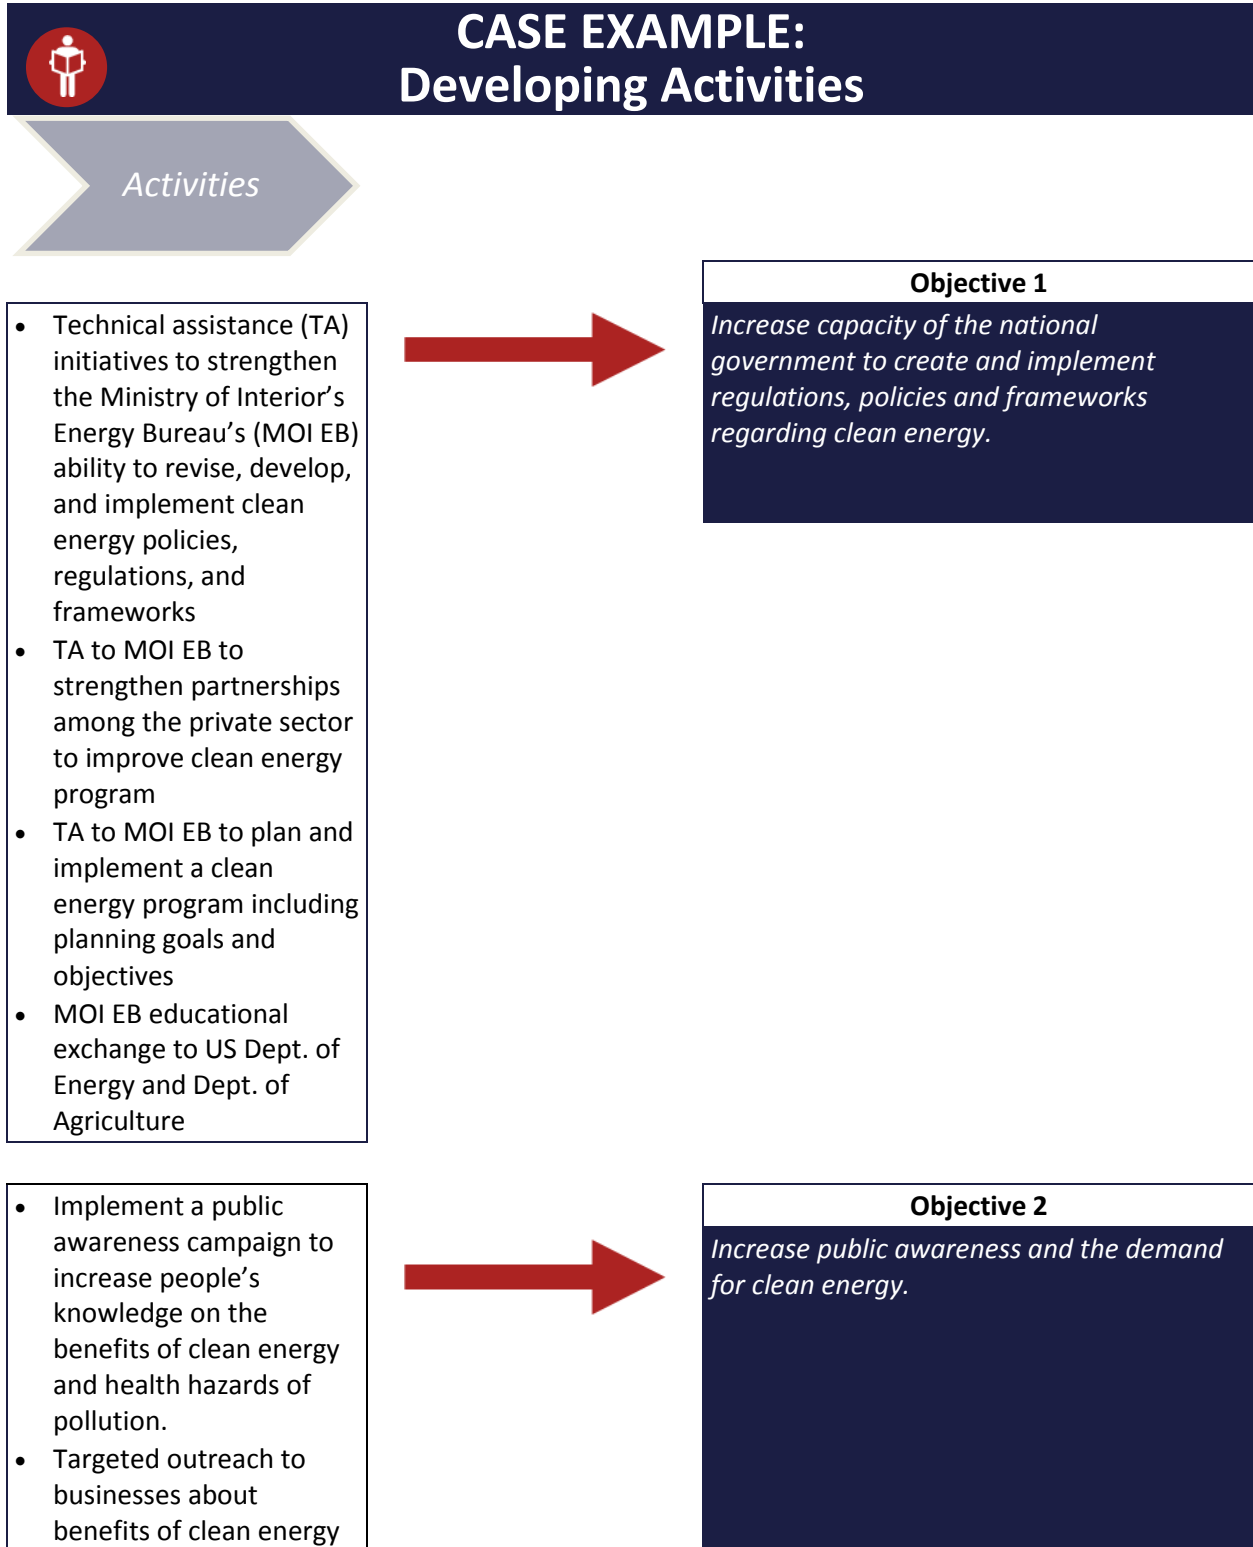 CASE EXAMPLE:
Developing Activities
Activities
• Technical assistance (TA)
initiatives to strengthen
the Ministry of Interior’s
Energy Bureau’s (MOI EB)
ability to revise, develop,
and implement clean
energy policies,
regulations, and
frameworks
• TA to MOI EB to
strengthen partnerships
among the private sector
to improve clean energy
program
• TA to MOI EB to plan and
implement a clean
energy program including
planning goals and
objectives
• MOI EB educational
exchange to US Dept. of
Energy and Dept. of
Agriculture
Objective 1
Increase capacity of the national
government to create and implement
regulations, policies and frameworks
regarding clean energy.
• Implement a public
awareness campaign to
increase people’s
knowledge on the
benefits of clean energy
and health hazards of
pollution.
• Targeted outreach to
businesses about
benefits of clean energy
Objective 2
Increase public awareness and the demand
for clean energy.